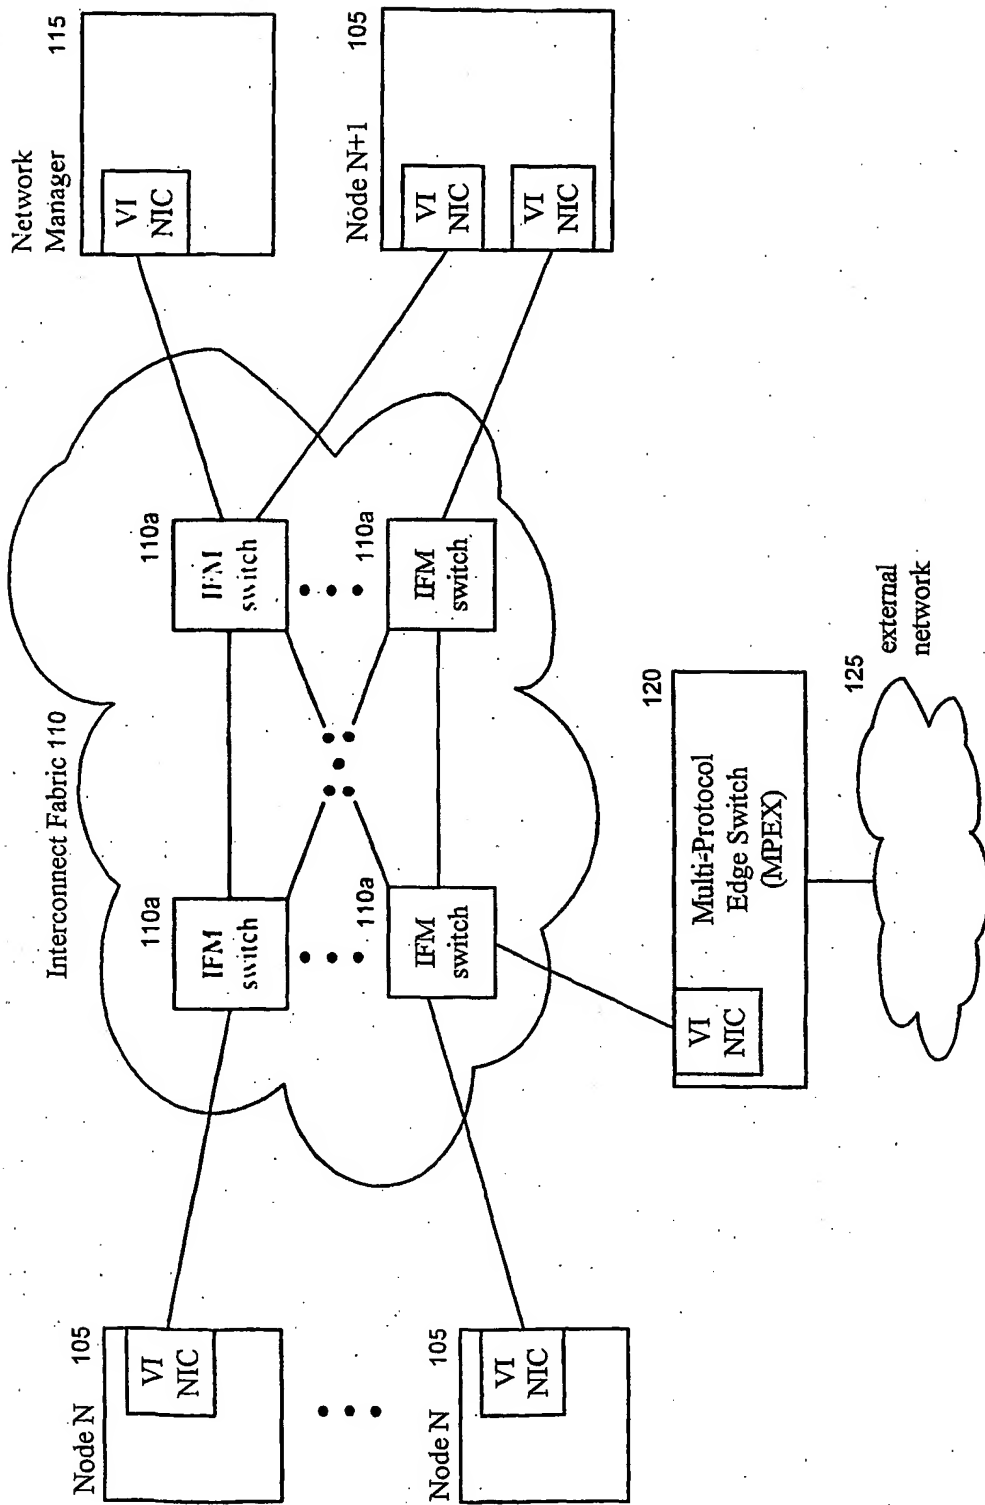 Network
Manager
115
VI
NIC
Node N+1
105
VI
NIC
VI
NIC
Interconnect Fabric 110
110a
IFM
switch
110a
IFM
switch
110a
IFM
switch
110a
IFM
switch
Node N
105
VI
NIC
Node N
105
VI
NIC
120
Multi-Protocol
Edge Switch
(MPEX)
VI
NIC
125
external
network